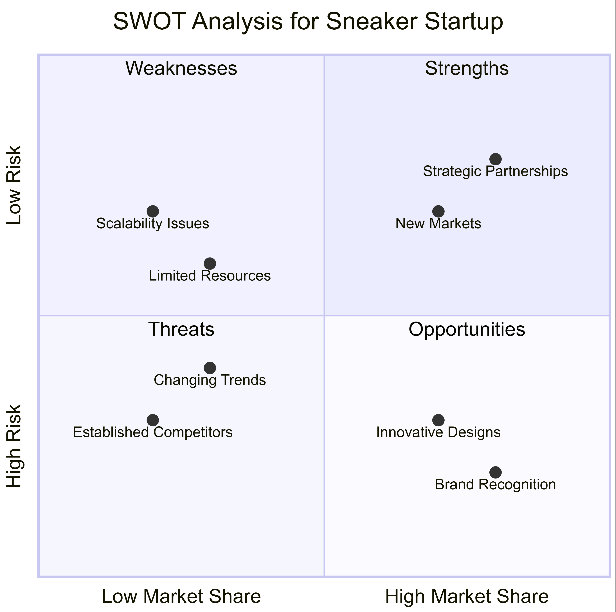 SWOT Analysis for Sneaker Startup
Weaknesses
Strengths
Low Risk
Strategic Partnerships
Scalability Issues
New Markets
Limited Resources
Threats
Opportunities
High Risk
Changing Trends
Established Competitors
Innovative Designs
Brand Recognition
Low Market Share
High Market Share